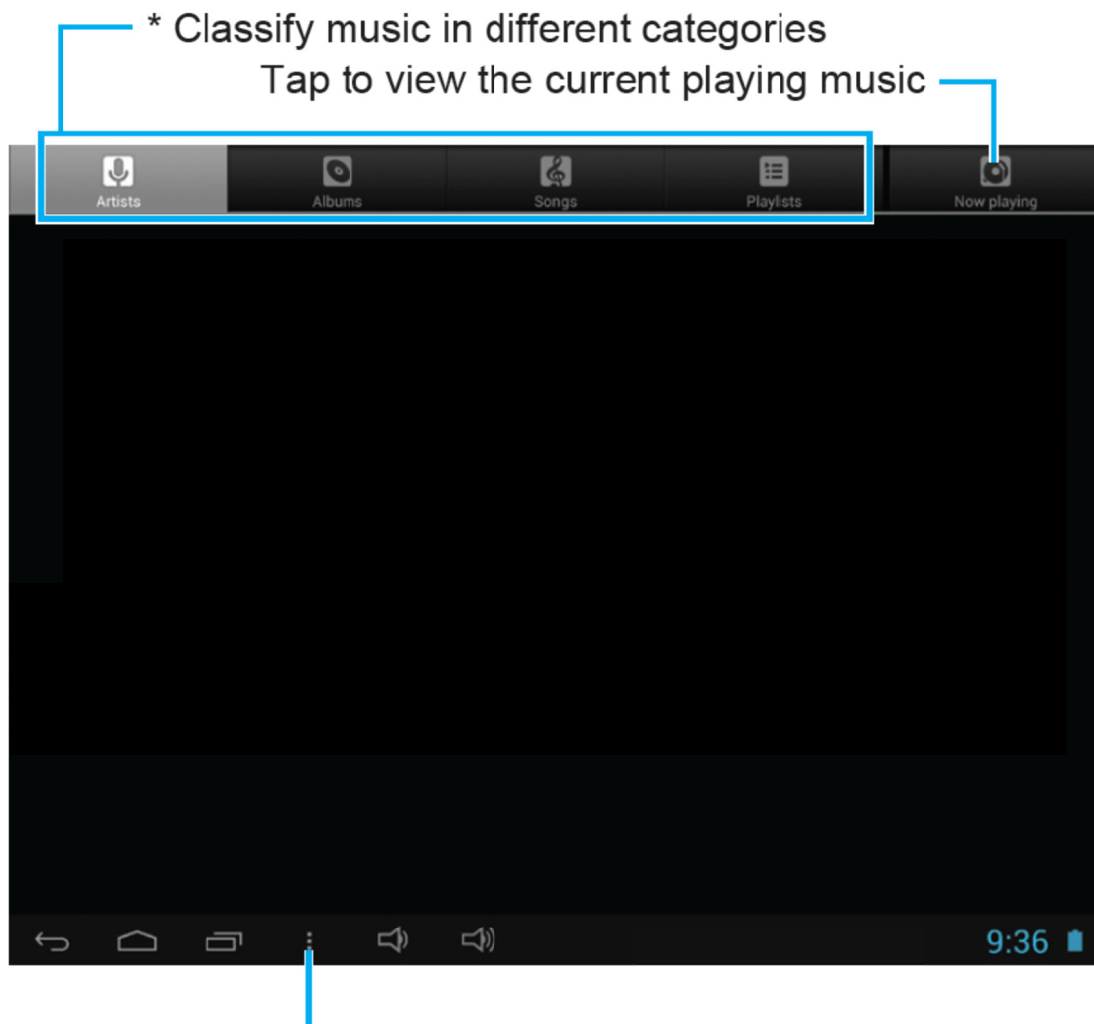 * Classify music in different categories
Tap to view the current playing music
Artists Albums Songs Playlists Now playing
9:36